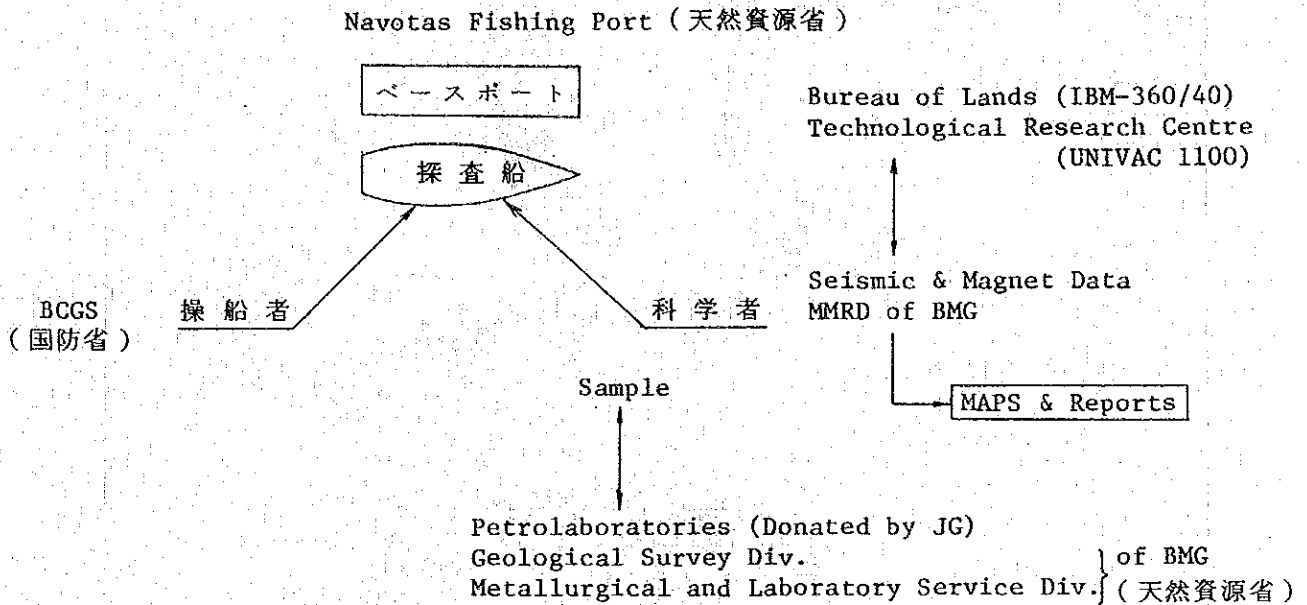 Navotas Fishing Port (天然資源省)
ベースポート
探査船
Bureau of Lands (IBM-360/40)
Technological Research Centre
(UNIVAC 1100)
BCGS
(国防省)
操船者
科学者
Seismic & Magnet Data
MMRD of BMG
Sample
MAPS & Reports
Petrolaboratories (Donated by JG)
Geological Survey Div.
Metallurgical and Laboratory Service Div.
of BMG
(天然資源省)